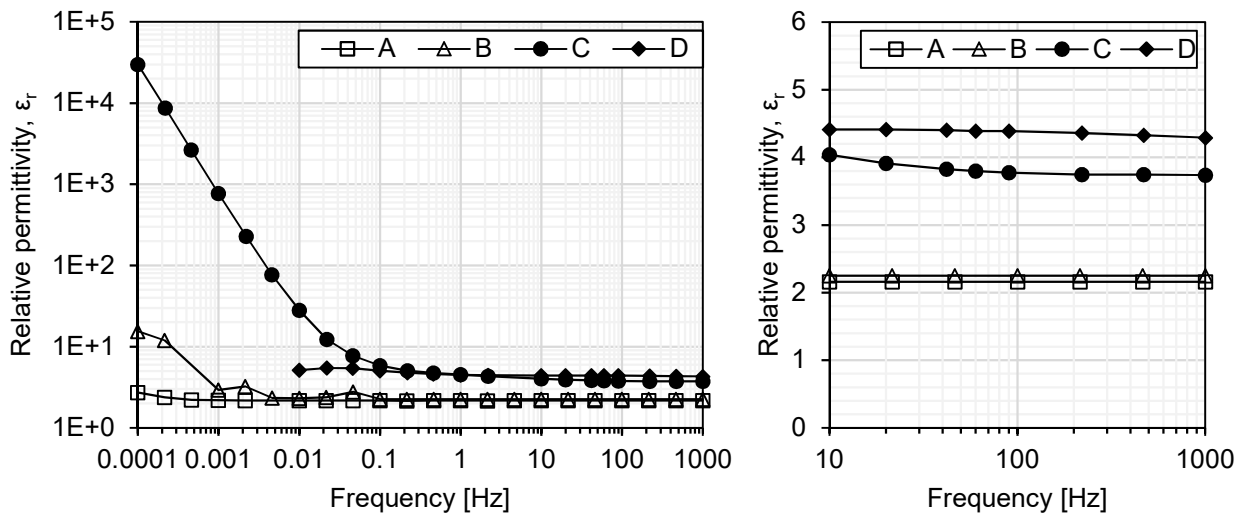 1E+5
1E+4
1E+3
1E+2
1E+1
1E+0
Relative permittivity, εr
A B C D
0.0001 0.001 0.01 0.1 1 10 100 1000
Frequency [Hz]
6
5
4
3
2
1
0
Relative permittivity, εr
A B C D
10 100 1000
Frequency [Hz]